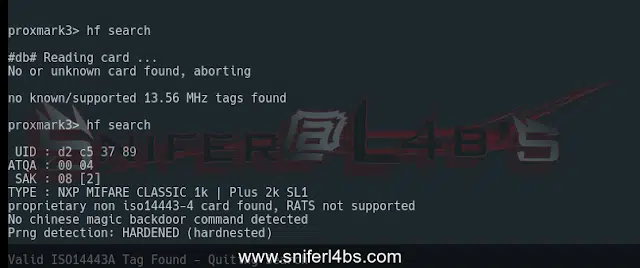 proxmark3> hf search
#db# Reading card ...
No or unknown card found, aborting
no known/supported 13.56 MHz tags found
proxmark3> hf search
SNIFER@L4B'S
UID : d2 c5 37 89
ATQA : 00 04
SAK : 08 [2]
TYPE : NXP MIFARE CLASSIC 1k | Plus 2k SL1
proprietary non iso14443-4 card found, RATS not supported
No chinese magic backdoor command detected
Prng detection: HARDENED (hardnested)
Valid ISO14443A Tag Found - Quiting
www.sniferl4bs.com